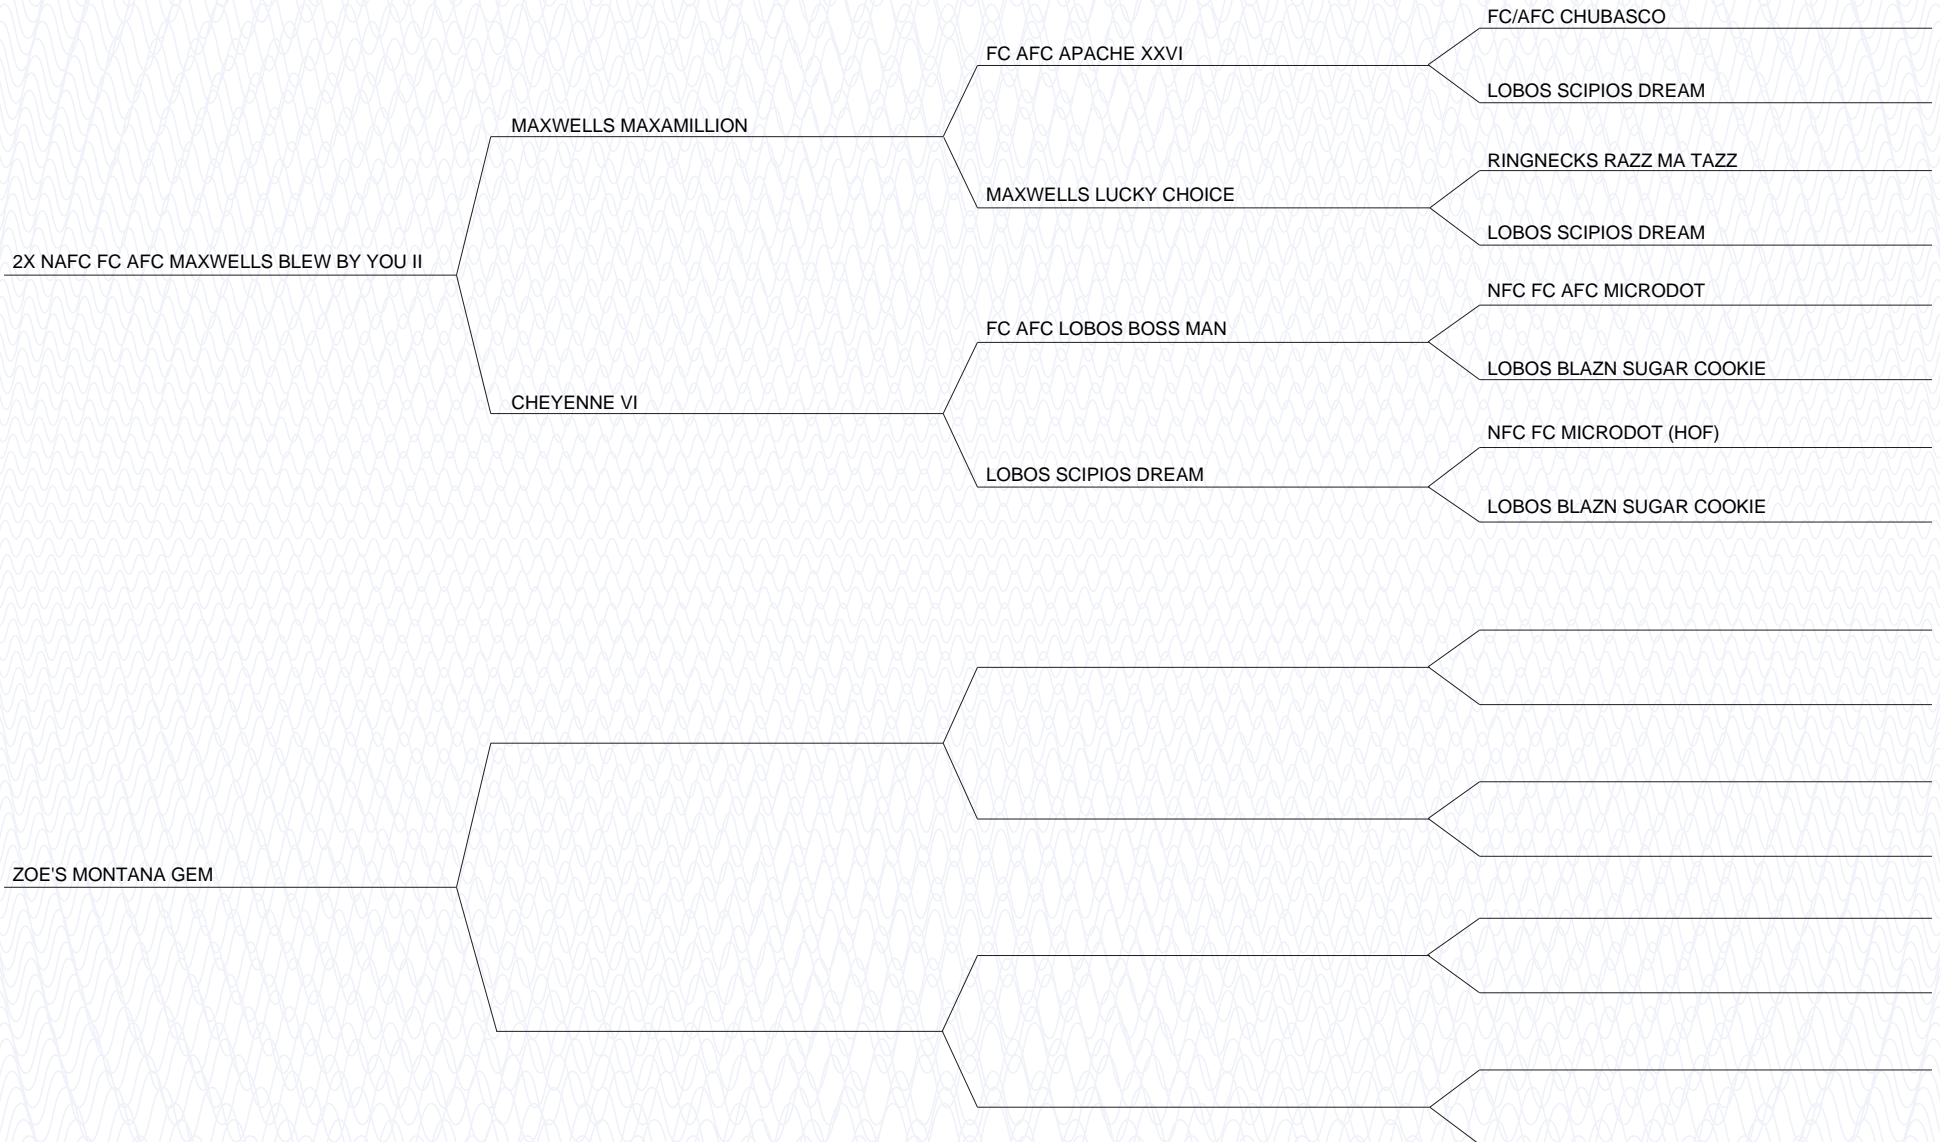 FC/AFC CHUBASCO
FC AFC APACHE XXVI
LOBOS SCIPIOS DREAM
MAXWELLS MAXAMILLION
RINGNECKS RAZZ MA TAZZ
MAXWELLS LUCKY CHOICE
LOBOS SCIPIOS DREAM
2X NAFC FC AFC MAXWELLS BLEW BY YOU II
NFC FC AFC MICRODOT
FC AFC LOBOS BOSS MAN
LOBOS BLAZN SUGAR COOKIE
CHEYENNE VI
NFC FC MICRODOT (HOF)
LOBOS SCIPIOS DREAM
LOBOS BLAZN SUGAR COOKIE
ZOE'S MONTANA GEM